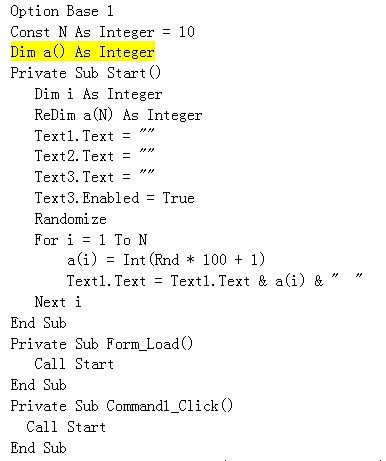 Option Base 1
Const N As Integer = 10
Dim a() As Integer
Private Sub Start()
Dim i As Integer
ReDim a(N) As Integer
Text1.Text = ""
Text2.Text = ""
Text3.Text = ""
Text3.Enabled = True
Randomize
For i = 1 To N
a(i) = Int(Rnd * 100 + 1)
Text1.Text = Text1.Text & a(i) & "  "
Next i
End Sub
Private Sub Form_Load()
Call Start
End Sub
Private Sub Command1_Click()
Call Start
End Sub